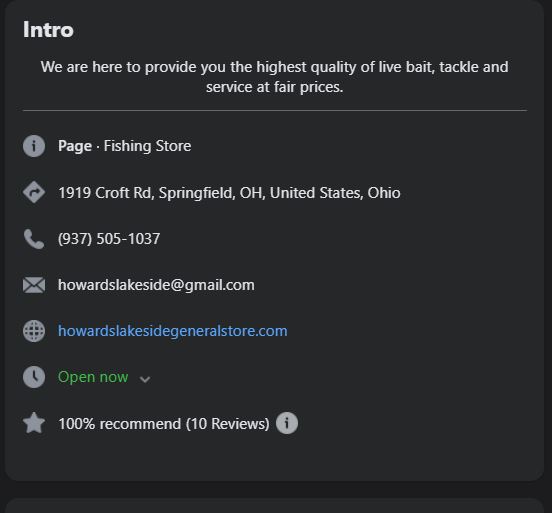 Intro
We are here to provide you the highest quality of live bait, tackle and
service at fair prices.
Page · Fishing Store
1919 Croft Rd, Springfield, OH, United States, Ohio
(937) 505-1037
howardslakeside@gmail.com
howardslakesidegeneralstore.com
Open now
100% recommend (10 Reviews)